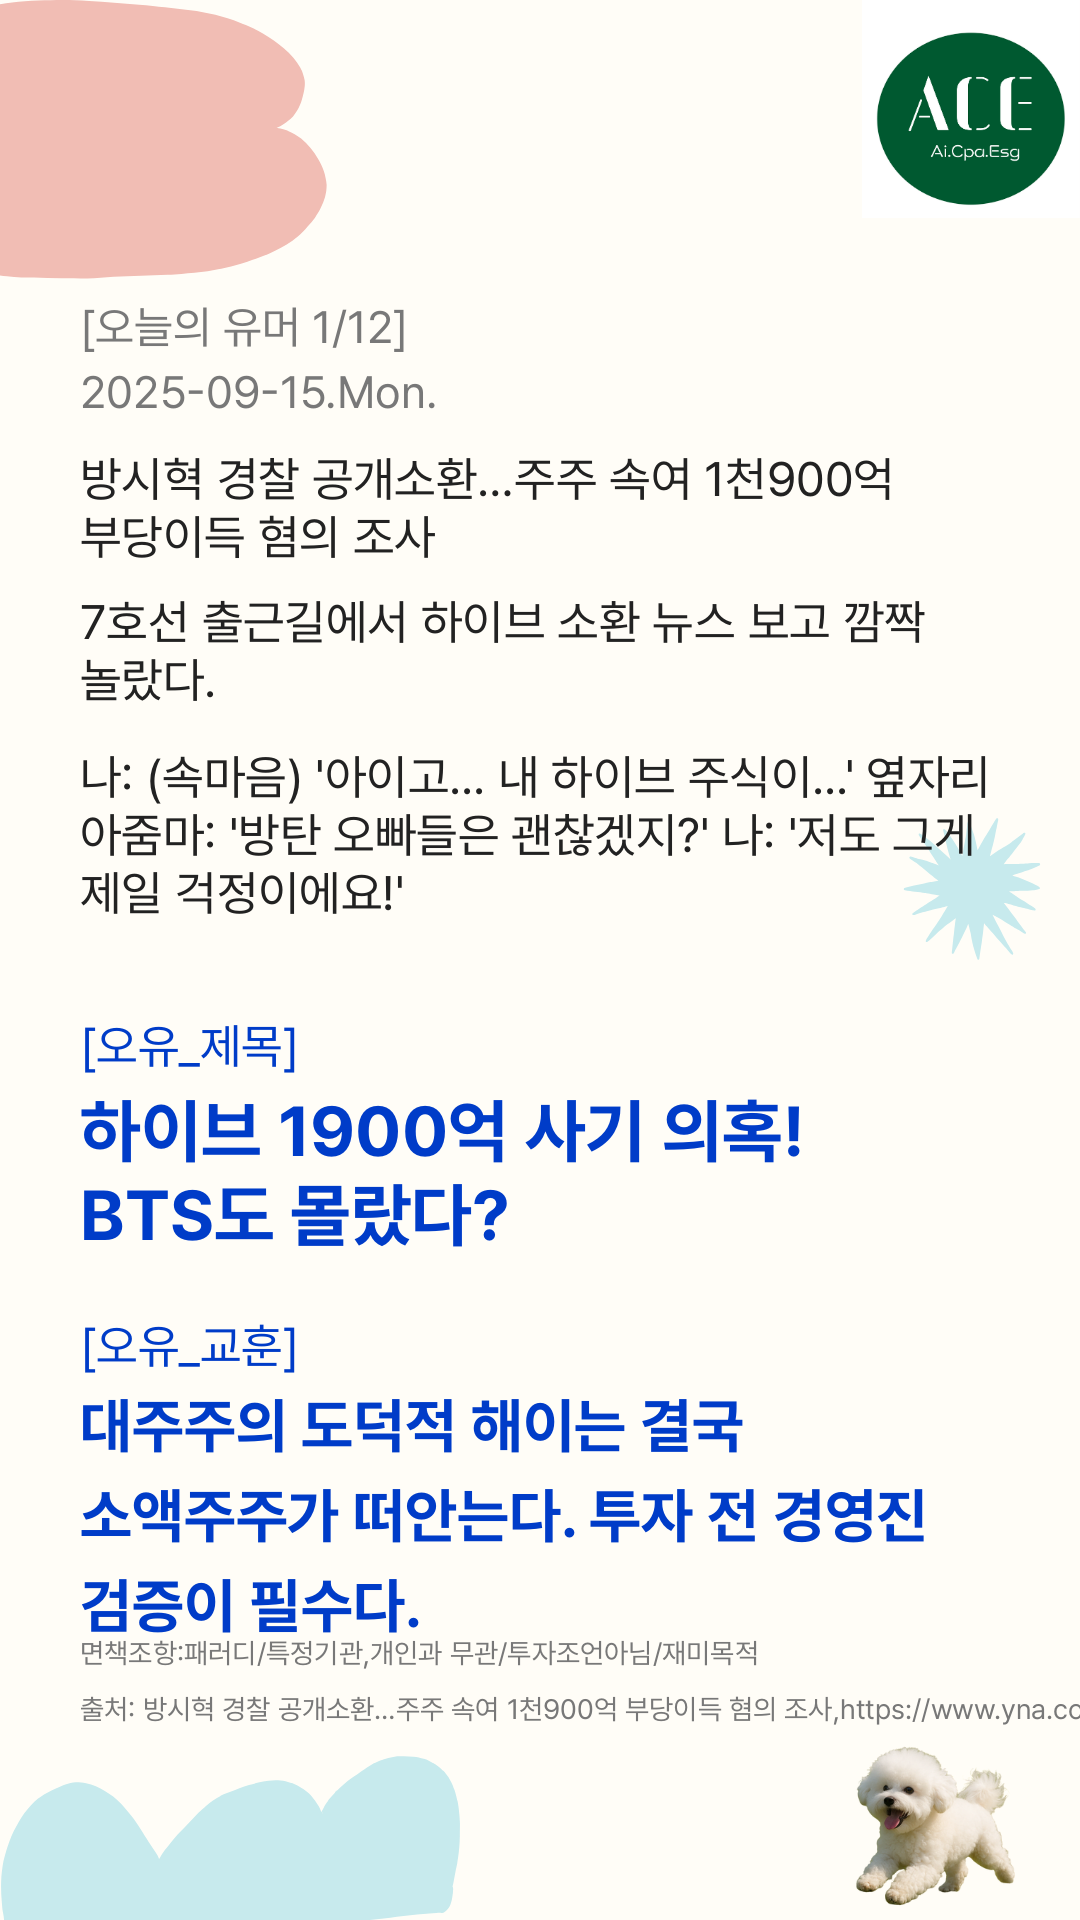 ACE
Ai.Cpa.Esg
[오늘의 유머 1/12]
2025-09-15.Mon.
방시혁 경찰 공개소환...주주 속여 1천900억
부당이득 혐의 조사
7호선 출근길에서 하이브 소환 뉴스 보고 깜짝
놀랐다.
나: (속마음) '아이고... 내 하이브 주식이...' 옆자리
아줌마: '방탄 오빠들은 괜찮겠지?' 나: '저도 그게
제일 걱정이에요!'
[오유_제목]
하이브 1900억 사기 의혹!
BTS도 몰랐다?
[오유_교훈]
대주주의 도덕적 해이는 결국
소액주주가 떠안는다. 투자 전 경영진
검증이 필수다.
면책조항:패러디/특정기관,개인과 무관/투자조언아님/재미목적
출처: 방시혁 경찰 공개소환...주주 속여 1천900억 부당이득 혐의 조사,https://www.yna.co